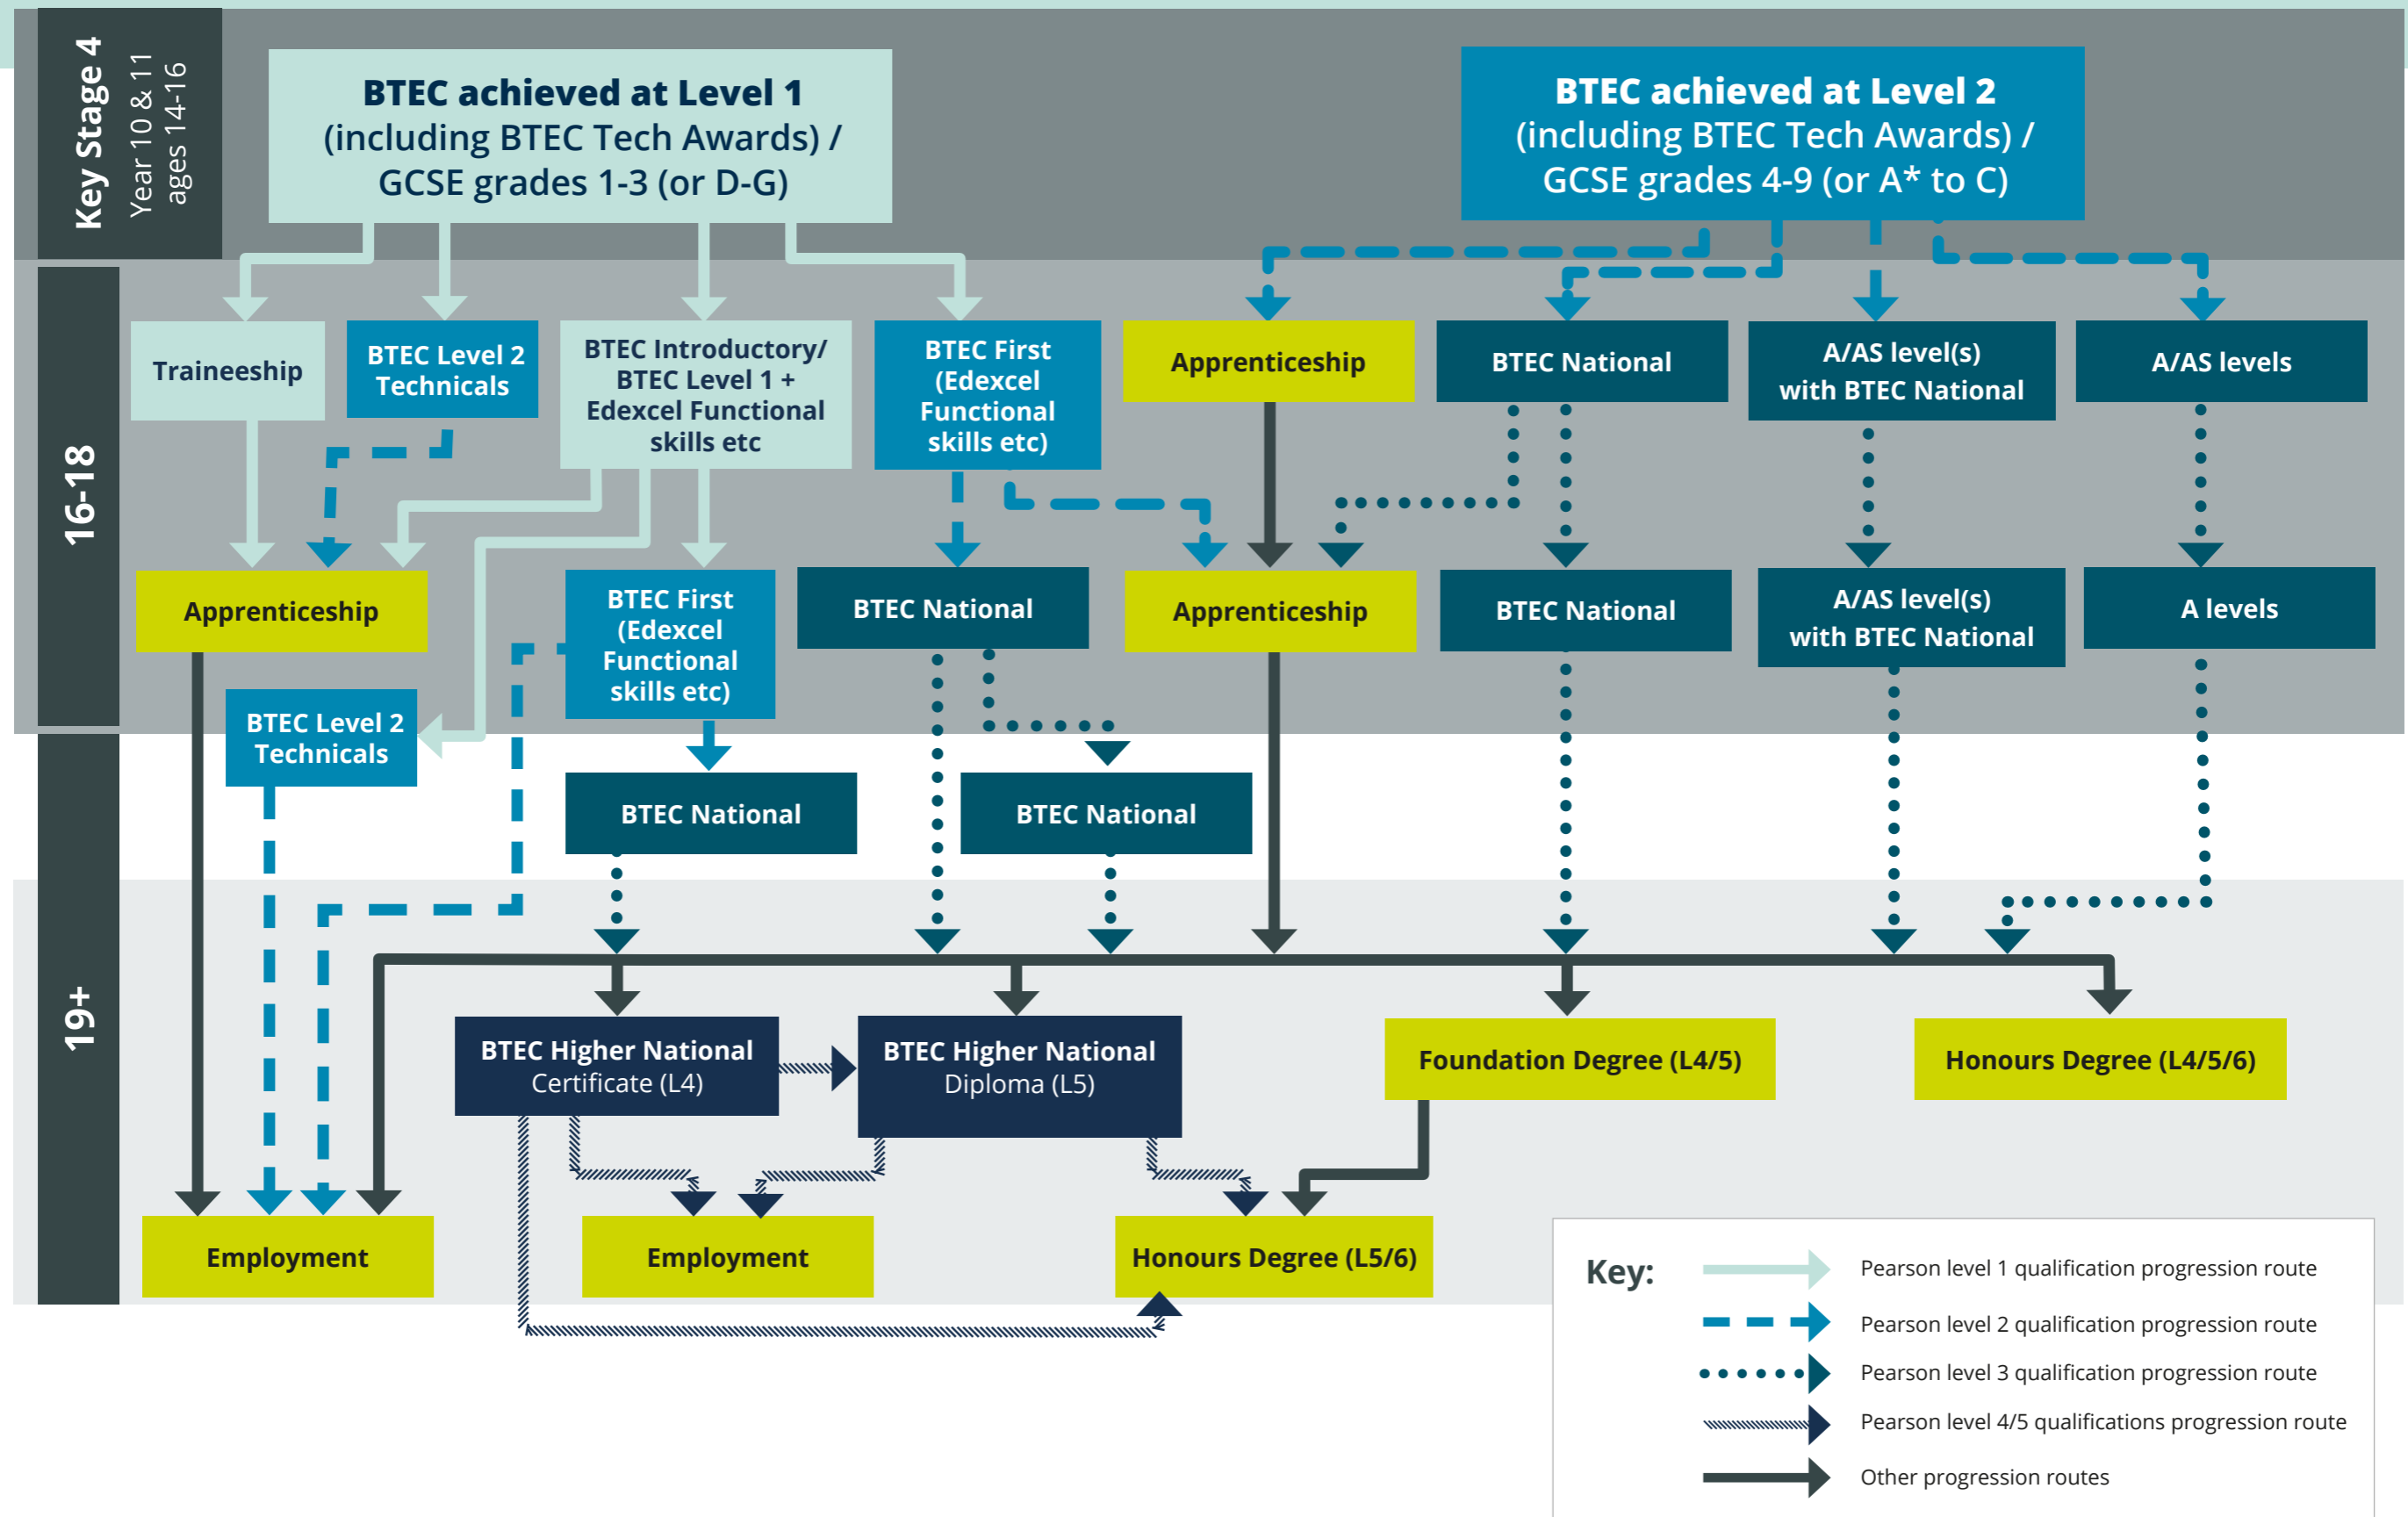 Key Stage 4
Year 10 & 11
ages 14-16
BTEC achieved at Level 1
(including BTEC Tech Awards) /
GCSE grades 1-3 (or D-G)
BTEC achieved at Level 2
(including BTEC Tech Awards) /
GCSE grades 4-9 (or A* to C)
16-18
Traineeship
BTEC Level 2
Technicals
BTEC Introductory/
BTEC Level 1 +
Edexcel Functional
skills etc
BTEC First
(Edexcel
Functional
skills etc)
Apprenticeship
BTEC National
A/AS level(s)
with BTEC National
A/AS levels
Apprenticeship
BTEC First
(Edexcel
Functional
skills etc)
BTEC National
Apprenticeship
BTEC National
A/AS level(s)
with BTEC National
A levels
BTEC Level 2
Technicals
19+
BTEC National
BTEC National
BTEC Higher National
Certificate (L4)
BTEC Higher National
Diploma (L5)
Foundation Degree (L4/5)
Honours Degree (L4/5/6)
Employment
Employment
Honours Degree (L5/6)
Key:
Pearson level 1 qualification progression route
Pearson level 2 qualification progression route
Pearson level 3 qualification progression route
Pearson level 4/5 qualifications progression route
Other progression routes